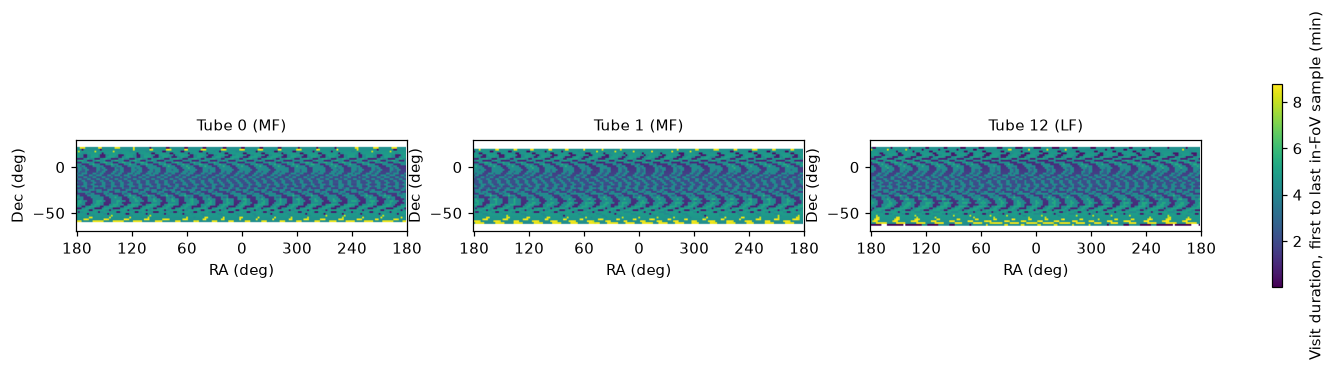 Tube 0 (MF)
Dec (deg)
0
−50
180 120 60 0 300 240 180
RA (deg)
Tube 1 (MF)
Dec (deg)
0
−50
180 120 60 0 300 240 180
RA (deg)
Tube 12 (LF)
Dec (deg)
0
−50
180 120 60 0 300 240 180
RA (deg)
8
6
4
2
Visit duration, first to last in-FoV sample (min)